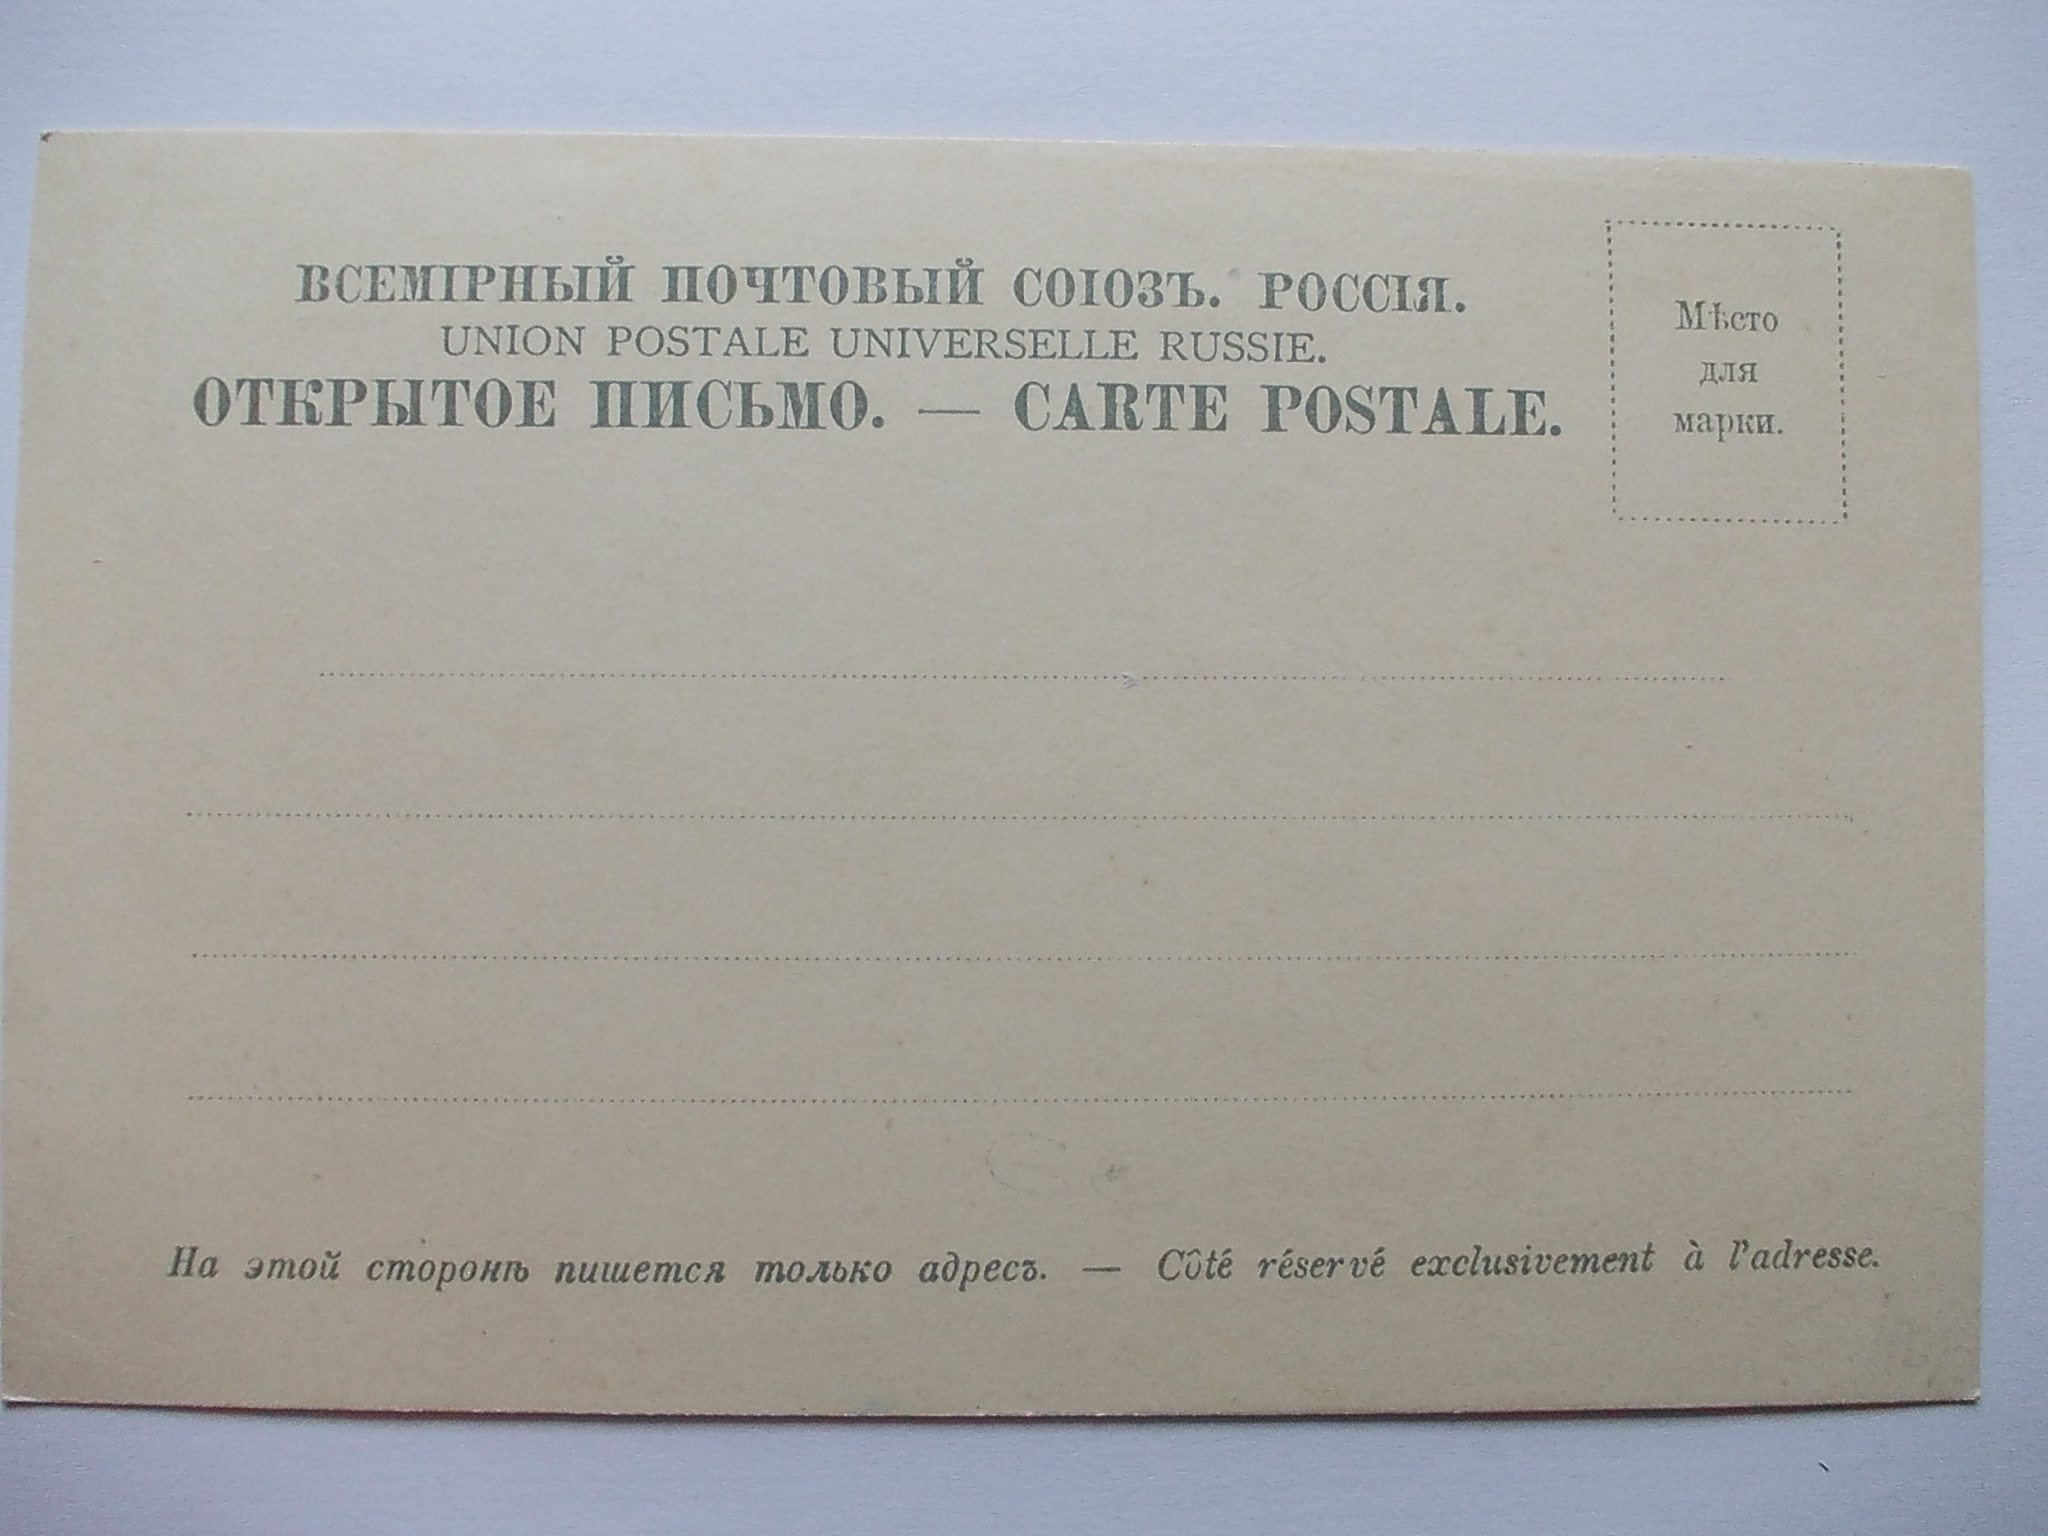 ВСЕМІРНЫЙ ПОЧТОВЫЙ СОЮЗЪ. РОССІЯ.
UNION POSTALE UNIVERSELLE RUSSIE.
ОТКРЫТОЕ ПИСЬМО. — CARTE POSTALE.
Мѣсто
для
марки.
На этой сторонѣ пишется только адресъ. — Côté réservé exclusivement à l'adresse.